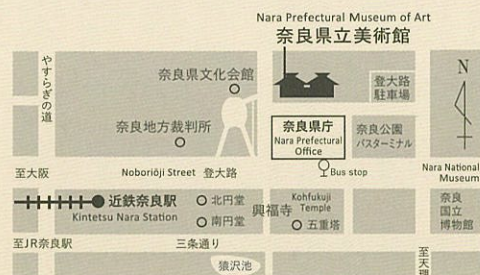 Nara Prefectural Museum of Art
奈良県立美術館
やすらぎの道
奈良県文化会館
登大路
駐車場
N
奈良地方裁判所
奈良県庁
Nara Prefectural
Office
奈良公園
バスターミナル
至大阪
Noboriōji Street 登大路
Bus stop
Nara National
Museum
近鉄奈良駅
Kintetsu Nara Station
北円堂
南円堂
興福寺
Kohfukuji
Temple
五重塔
奈良
国立
博物館
至JR奈良駅
三条通り
猿沢池
至天理